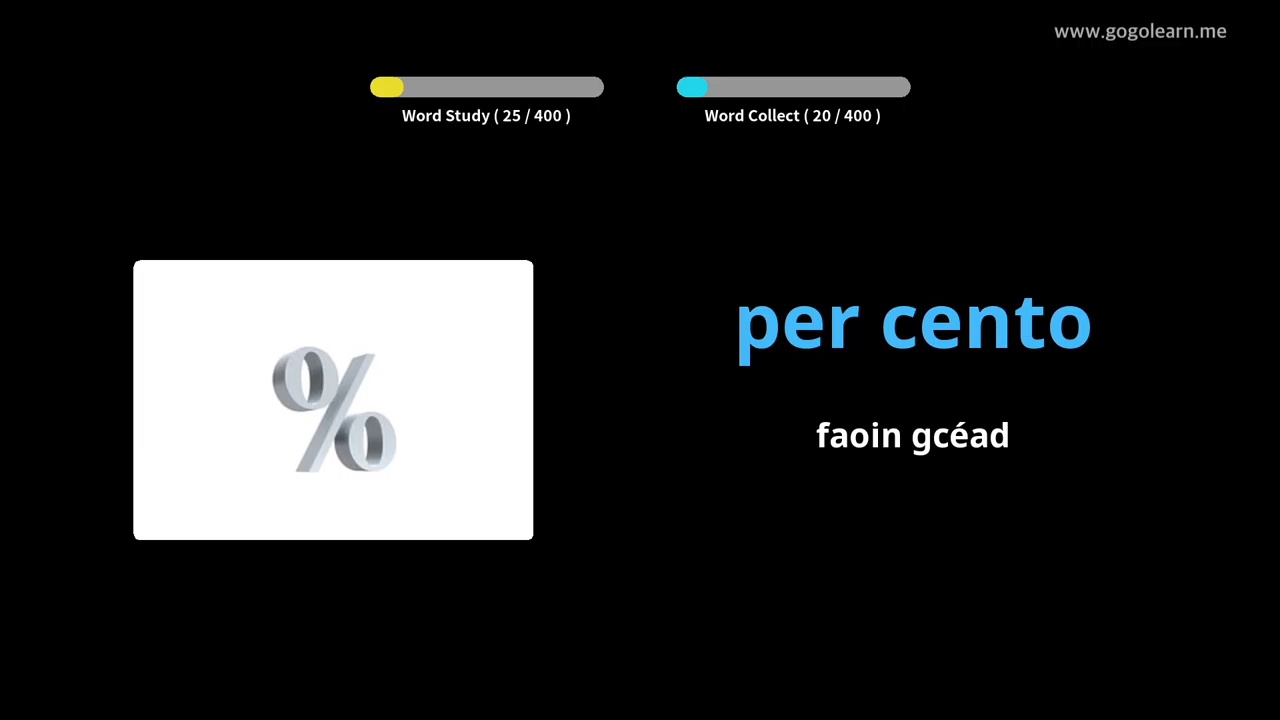 www.gogolearn.me
Word Study ( 25 / 400 )
Word Collect ( 20 / 400 )
%
per cento
faoin gcéad